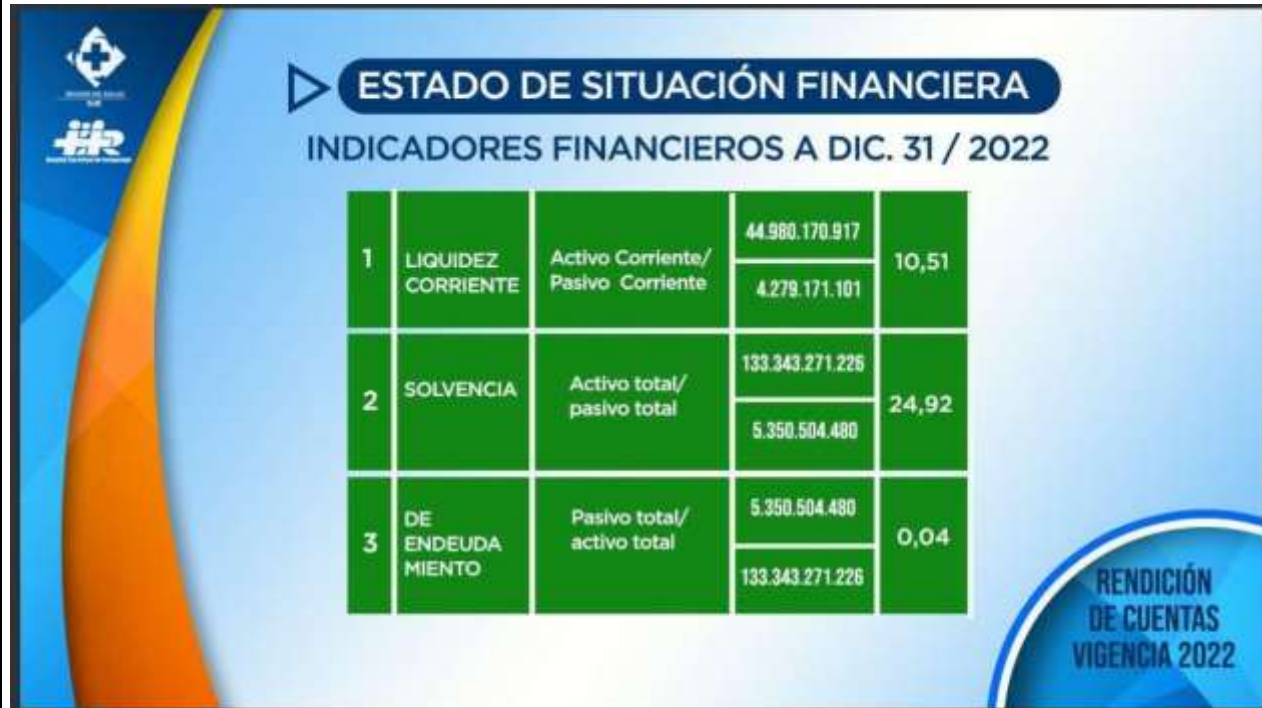 ESTADO DE SITUACIÓN FINANCIERA
INDICADORES FINANCIEROS A DIC. 31 / 2022
1
LIQUIDEZ
CORRIENTE
Activo Corriente/
Pasivo Corriente
44.980.170.917
4.279.171.101
10,51
2
SOLVENCIA
Activo total/
pasivo total
133.343.271.226
5.350.504.480
24,92
3
DE
ENDEUDA
MIENTO
Pasivo total/
activo total
5.350.504.480
133.343.271.226
0,04
RENDICIÓN
DE CUENTAS
VIGENCIA 2022